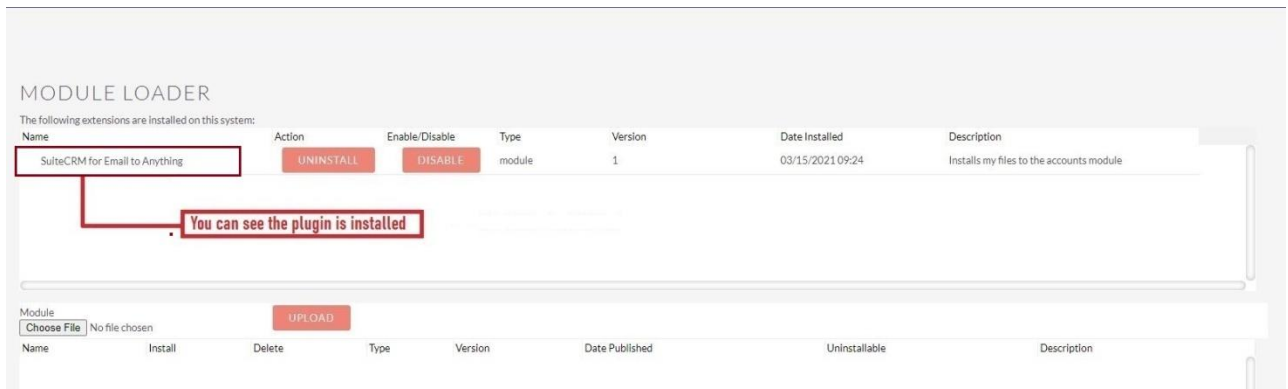 MODULE LOADER
The following extensions are installed on this system:
Name Action Enable/Disable Type Version Date Installed Description
SuiteCRM for Email to Anything UNINSTALL DISABLE module 1 03/15/2021 09:24 Installs my files to the accounts module
You can see the plugin is installed
Module
Choose File No file chosen UPLOAD
Name Install Delete Type Version Date Published Uninstallable Description